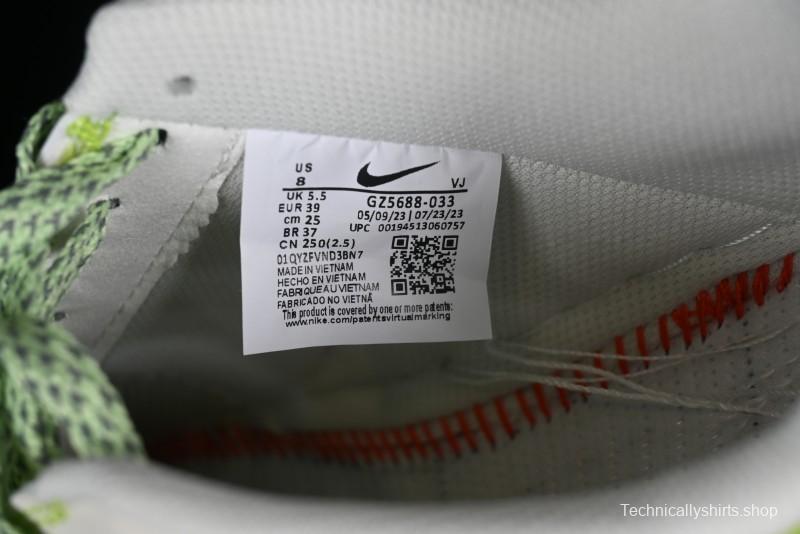 US
8
VJ
UK 5.5
EUR 39
cm 25
BR 37
CN 250(2.5)
GZ5688-033
05/09/23 | 07/23/23
UPC 00194513060757
01QYZFVND3BN7
MADE IN VIETNAM
HECHO EN VIETNAM
FABRIQUE AU VIETNAM
FABRICADO NO VIETNÃ
This product is covered by one or more patents:
www.nike.com/patentsvirtualmarking
Technicallyshirts.shop